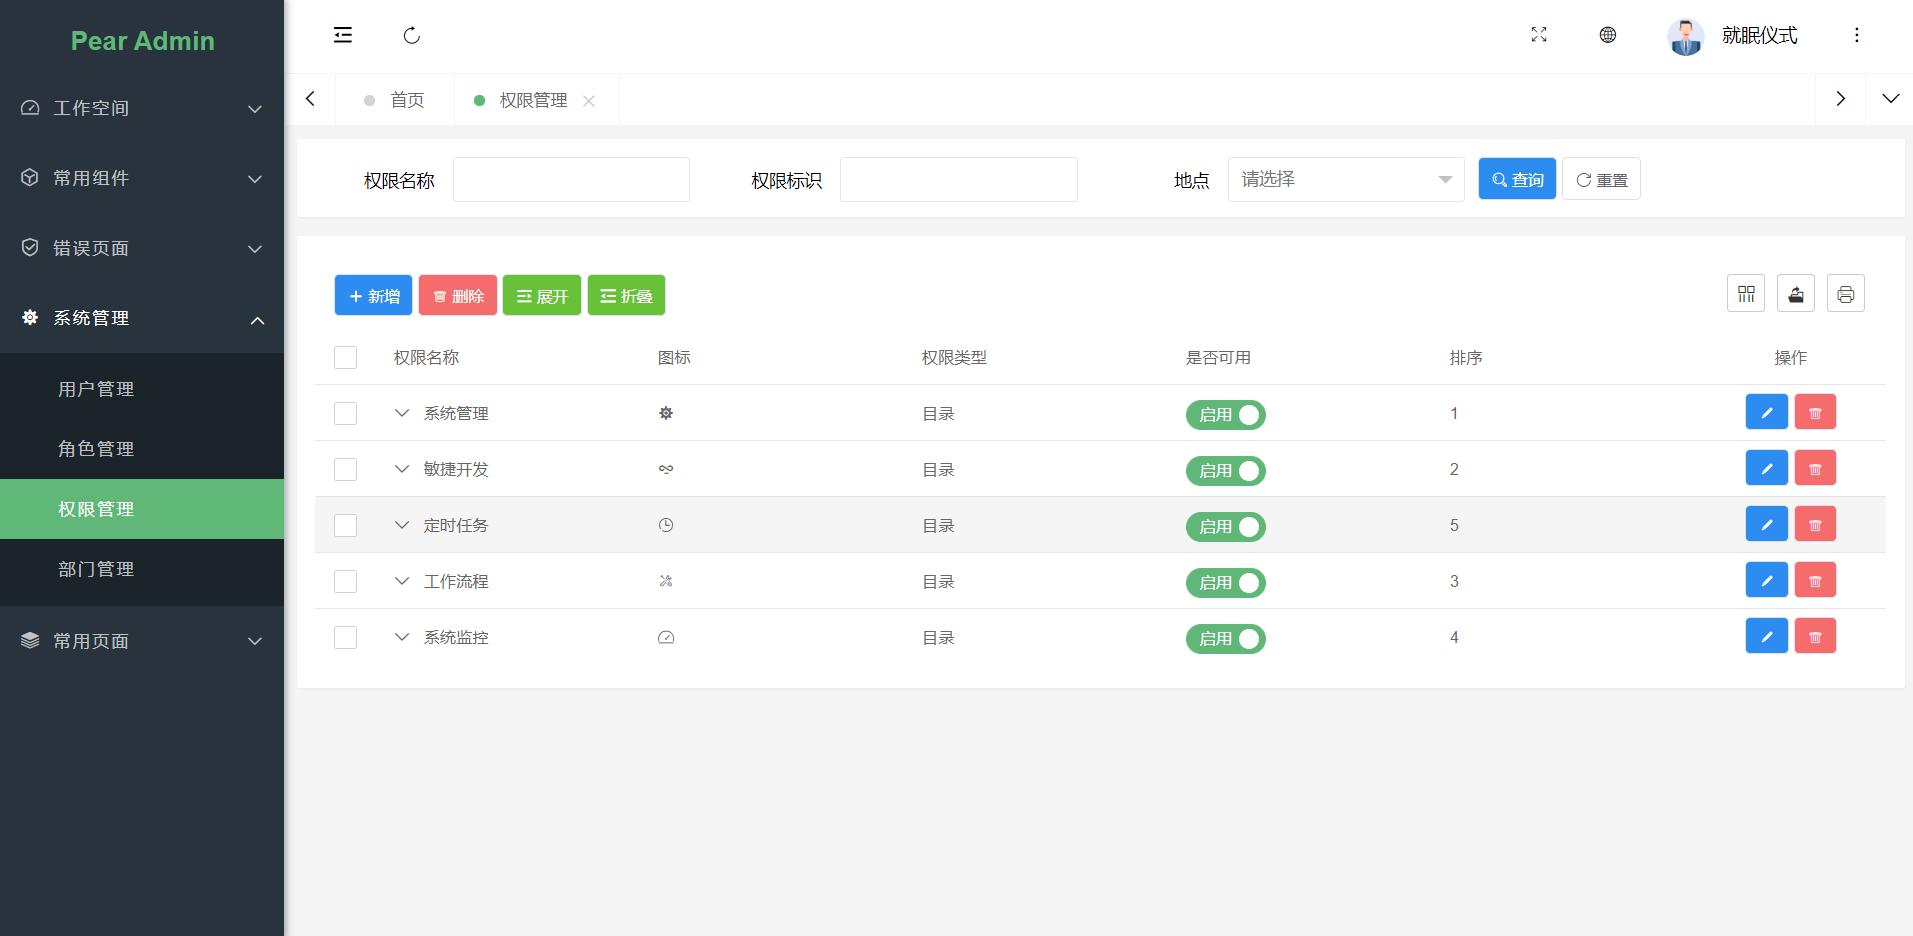 Pear Admin
工作空间
常用组件
错误页面
系统管理
用户管理
角色管理
权限管理
部门管理
常用页面
就眠仪式
首页 权限管理
权限名称 权限标识 地点 请选择 查询 重置
新增 删除 展开 折叠
权限名称 图标 权限类型 是否可用 排序 操作
系统管理 目录 启用 1
敏捷开发 目录 启用 2
定时任务 目录 启用 5
工作流程 目录 启用 3
系统监控 目录 启用 4